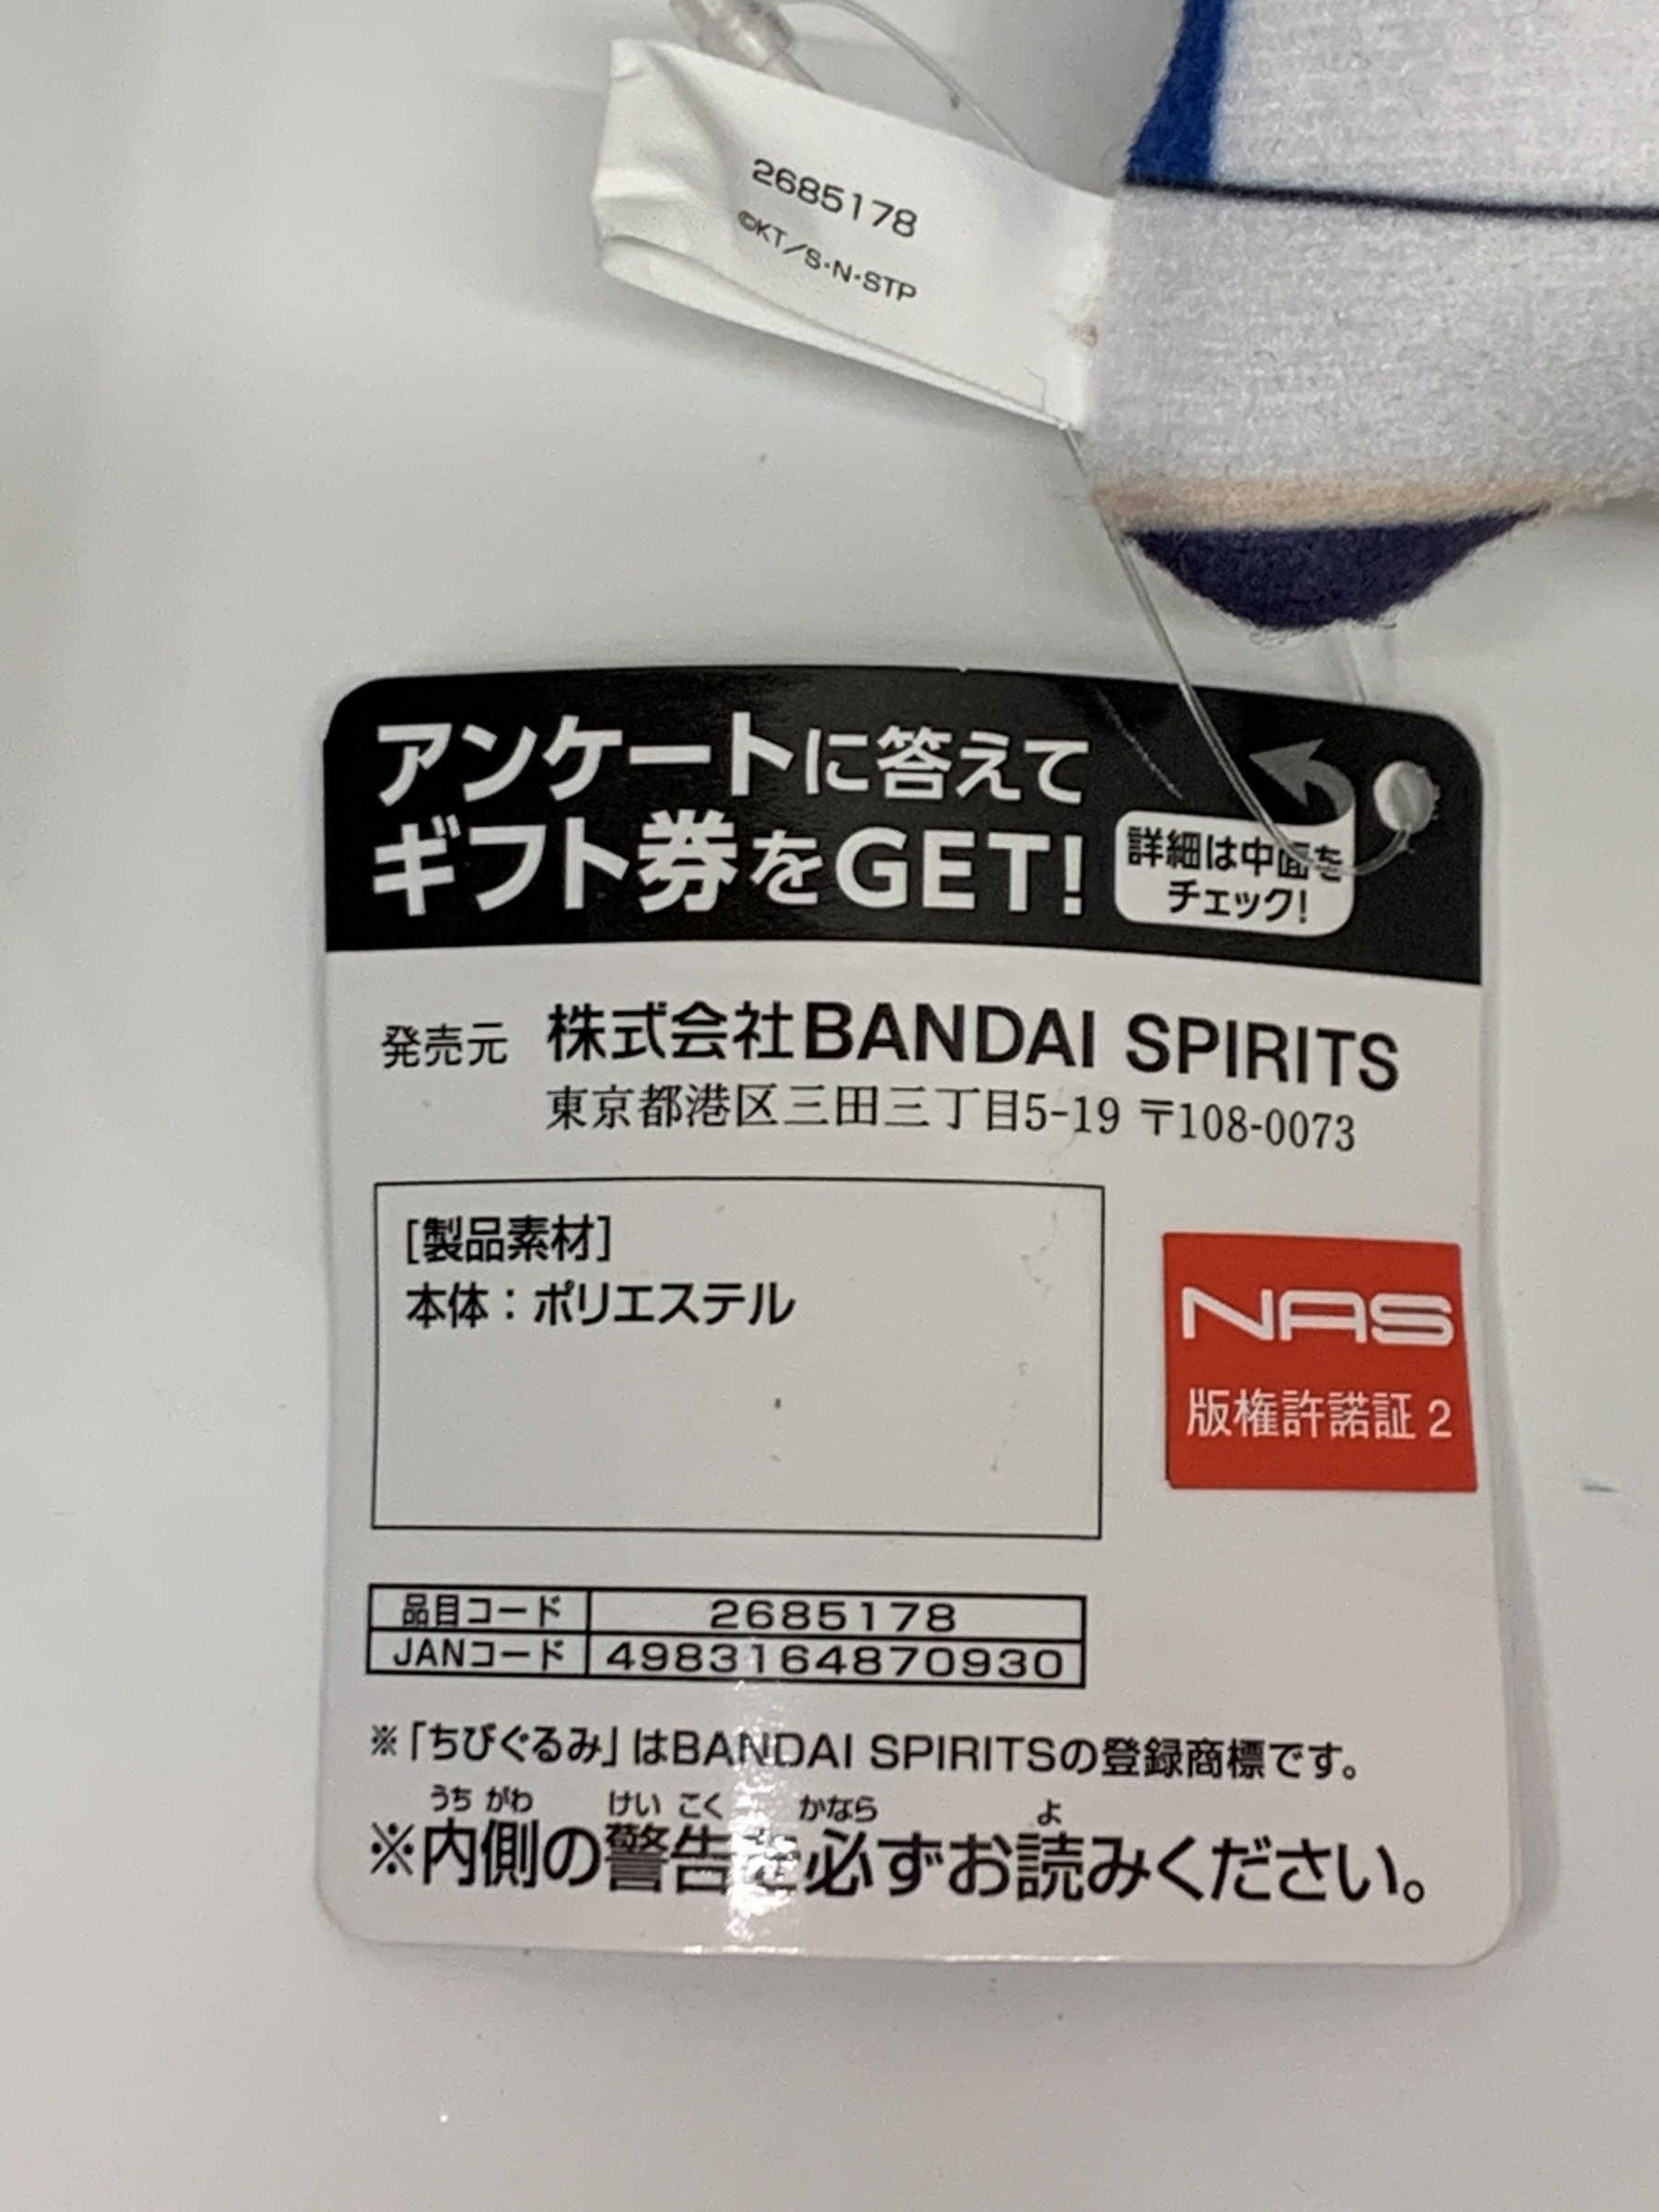 2685178
©KT/S・N・STP
アンケートに答えて
ギフト券をGET!
詳細は中面を
チェック!
発売元 株式会社BANDAI SPIRITS
東京都港区三田三丁目5-19 〒108-0073
[製品素材]
本体：ポリエステル
NAS
版権許諾証2
品目コード 2685178
JANコード 4983164870930
※「ちびぐるみ」はBANDAI SPIRITSの登録商標です。
うち がわ けい こく かなら よ
※内側の警告を必ずお読みください。